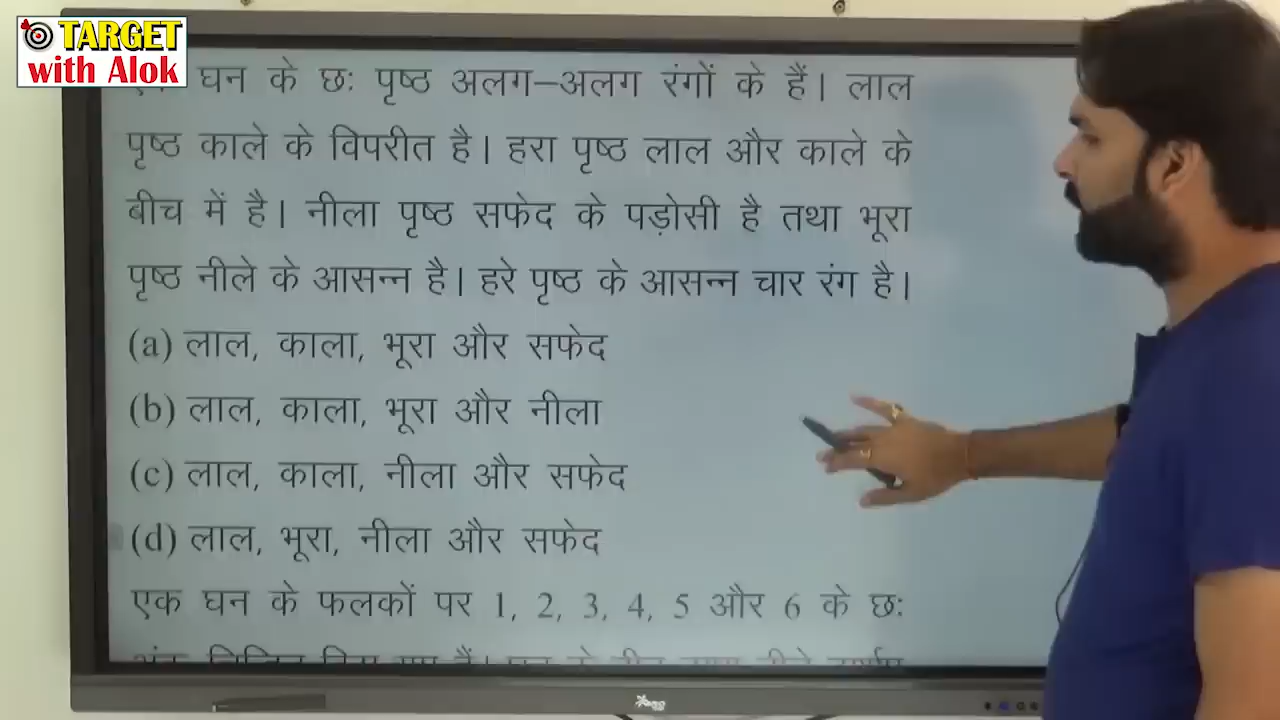 TARGET
with Alok
घन के छः पृष्ठ अलग–अलग रंगों के हैं। लाल
पृष्ठ काले के विपरीत है। हरा पृष्ठ लाल और काले के
बीच में है। नीला पृष्ठ सफेद के पड़ोसी है तथा भूरा
पृष्ठ नीले के आसन्न है। हरे पृष्ठ के आसन्न चार रंग है।
(a) लाल, काला, भूरा और सफेद
(b) लाल, काला, भूरा और नीला
(c) लाल, काला, नीला और सफेद
(d) लाल, भूरा, नीला और सफेद
एक घन के फलकों पर 1, 2, 3, 4, 5 और 6 के छः